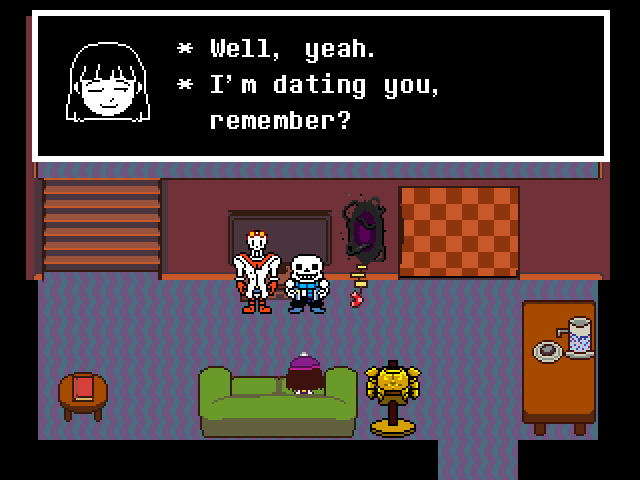 * Well, yeah.
* I'm dating you,
remember?